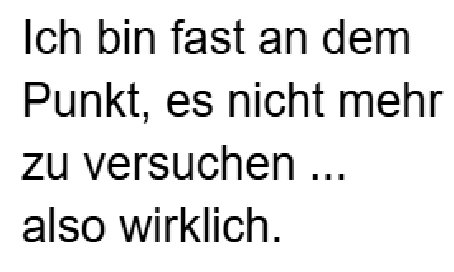 Ich bin fast an dem
Punkt, es nicht mehr
zu versuchen ...
also wirklich.